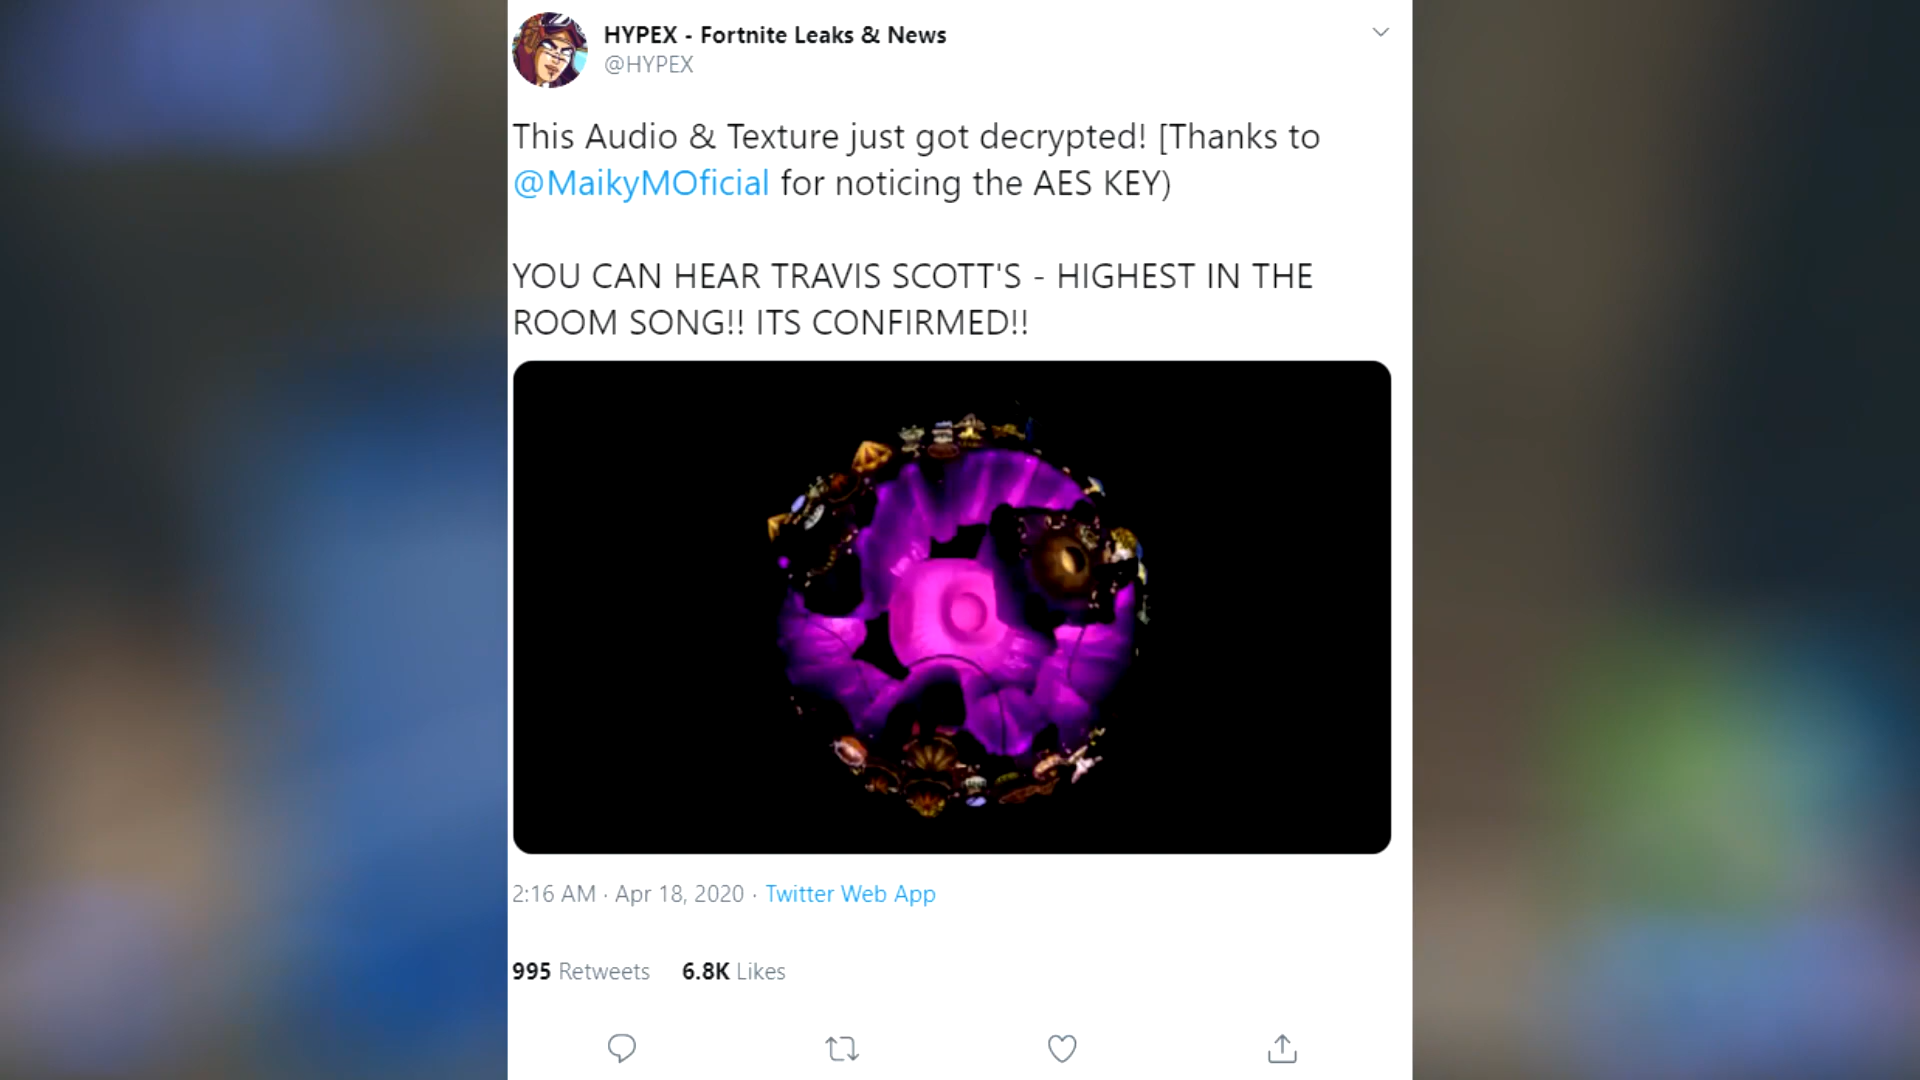 HYPEX - Fortnite Leaks & News
@HYPEX
This Audio & Texture just got decrypted! [Thanks to
@MaikyMOficial for noticing the AES KEY)
YOU CAN HEAR TRAVIS SCOTT'S - HIGHEST IN THE
ROOM SONG!! ITS CONFIRMED!!
2:16 AM · Apr 18, 2020 · Twitter Web App
995 Retweets 6.8K Likes